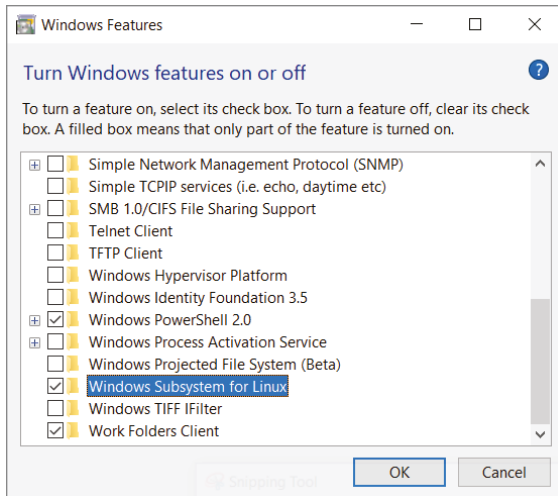 Windows Features
Turn Windows features on or off
?
To turn a feature on, select its check box. To turn a feature off, clear its check
box. A filled box means that only part of the feature is turned on.
Simple Network Management Protocol (SNMP)
Simple TCPIP services (i.e. echo, daytime etc)
SMB 1.0/CIFS File Sharing Support
Telnet Client
TFTP Client
Windows Hypervisor Platform
Windows Identity Foundation 3.5
Windows PowerShell 2.0
Windows Process Activation Service
Windows Projected File System (Beta)
Windows Subsystem for Linux
Windows TIFF IFilter
Work Folders Client
Snipping Tool
OK
Cancel